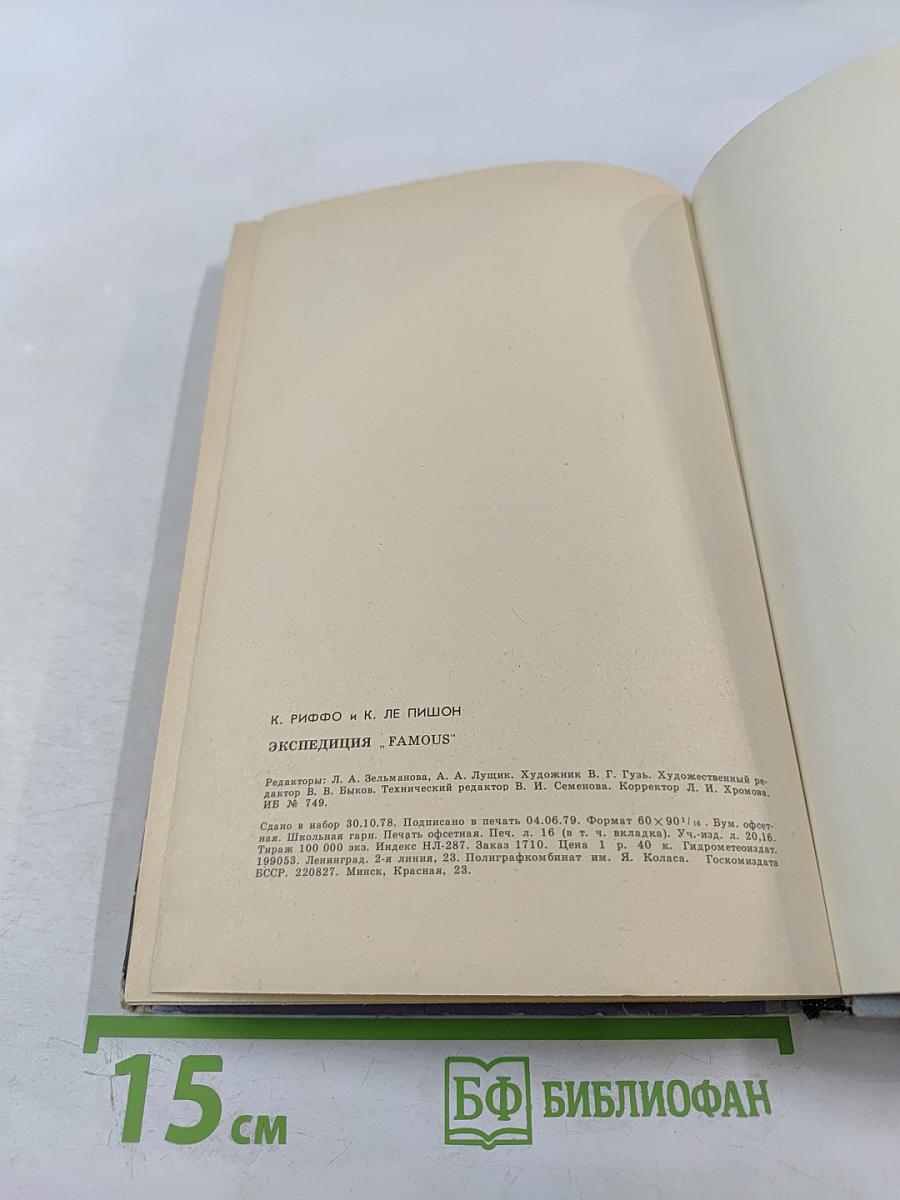 К. РИФФО и К. ЛЕ ПИШОН
ЭКСПЕДИЦИЯ „FAMOUS“
Редакторы: Л. А. Зельманова, А. А. Лущик. Художник В. Г. Гузь. Художественный ре-
дактор В. В. Быков. Технический редактор В. И. Семенова. Корректор Л. И. Хромова.
ИБ № 749.
Сдано в набор 30.10.78. Подписано в печать 04.06.79. Формат 60×90¹/₁₆. Бум. офсет-
ная. Школьная гарн. Печать офсетная. Печ. л. 16 (в т. ч. вкладка). Уч.-изд. л. 20,16.
Тираж 100 000 экз. Индекс НЛ-287. Заказ 1710. Цена 1 р. 40 к. Гидрометеоиздат.
199053. Ленинград. 2-я линия, 23. Полиграфкомбинат им. Я. Коласа. Госкомиздата
БССР. 220827. Минск, Красная, 23.
15 см
БФ БИБЛИОФАН